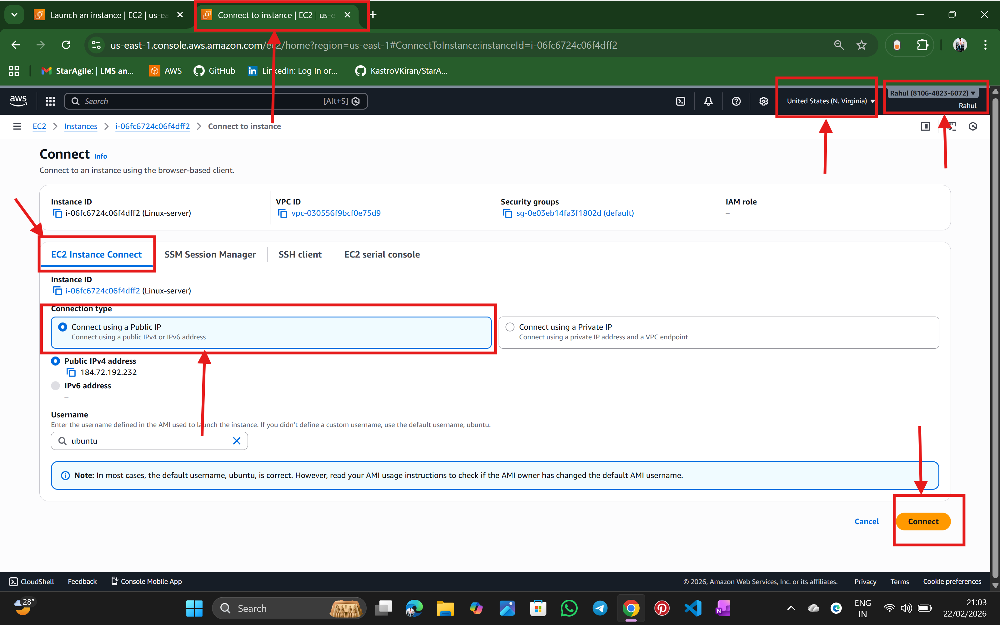 Launch an instance | EC2 | us-ea
Connect to instance | EC2 | us-e
us-east-1.console.aws.amazon.com/ec2/home?region=us-east-1#ConnectToInstance:instanceId=i-06fc6724c06f4dff2
StarAgile: | LMS an...
AWS
GitHub
LinkedIn: Log In or...
KastroVKiran/StarA...
aws
Search
[Alt+S]
United States (N. Virginia)
Rahul (8106-4823-6072)
Rahul
EC2
Instances
i-06fc6724c06f4dff2
Connect to instance
Connect Info
Connect to an instance using the browser-based client.
Instance ID
i-06fc6724c06f4dff2 (Linux-server)
VPC ID
vpc-030556f9bcf0e75d9
Security groups
sg-0e03eb14fa3f1802d (default)
IAM role
–
EC2 Instance Connect
SSM Session Manager
SSH client
EC2 serial console
Instance ID
i-06fc6724c06f4dff2 (Linux-server)
Connection type
Connect using a Public IP
Connect using a public IPv4 or IPv6 address
Connect using a Private IP
Connect using a private IP address and a VPC endpoint
Public IPv4 address
184.72.192.232
IPv6 address
–
Username
Enter the username defined in the AMI used to launch the instance. If you didn't define a custom username, use the default username, ubuntu.
ubuntu
Note: In most cases, the default username, ubuntu, is correct. However, read your AMI usage instructions to check if the AMI owner has changed the default AMI username.
Cancel
Connect
CloudShell
Feedback
Console Mobile App
© 2026, Amazon Web Services, Inc. or its affiliates.
Privacy
Terms
Cookie preferences
28°
Search
ENG
IN
21:03
22/02/2026